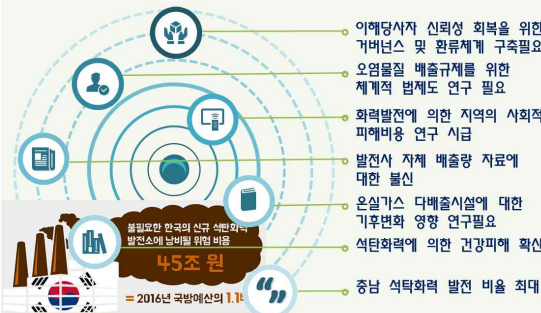 이해당사자 신뢰성 회복을 위한
거버넌스 및 환류체계 구축필요
오염물질 배출규제를 위한
체계적 법제도 연구 필요
화력발전에 의한 지역의 사회적
피해비용 연구 시급
발전사 자체 배출량 자료에
대한 불신
온실가스 다배출시설에 대한
기후변화 영향 연구필요
석탄화력에 의한 건강피해 확산
충남 석탁화력 발전 비율 최대
불필요한 한국의 신규 석탄화력
발전소에 낭비될 위험 비용
45조 원
= 2016년 국방예산의